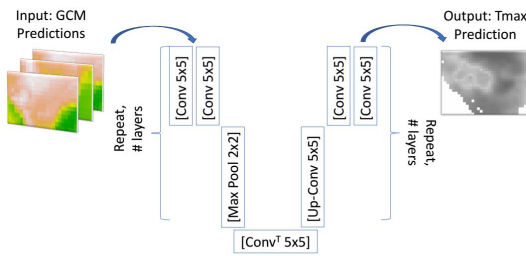 Input: GCM
Predictions
Output: Tmax
Prediction
[Conv 5x5]
[Conv 5x5]
[Conv 5x5]
[Conv 5x5]
Repeat,
# layers
[Max Pool 2x2]
[Up-Conv 5x5]
Repeat,
# layers
[Convᵀ 5x5]